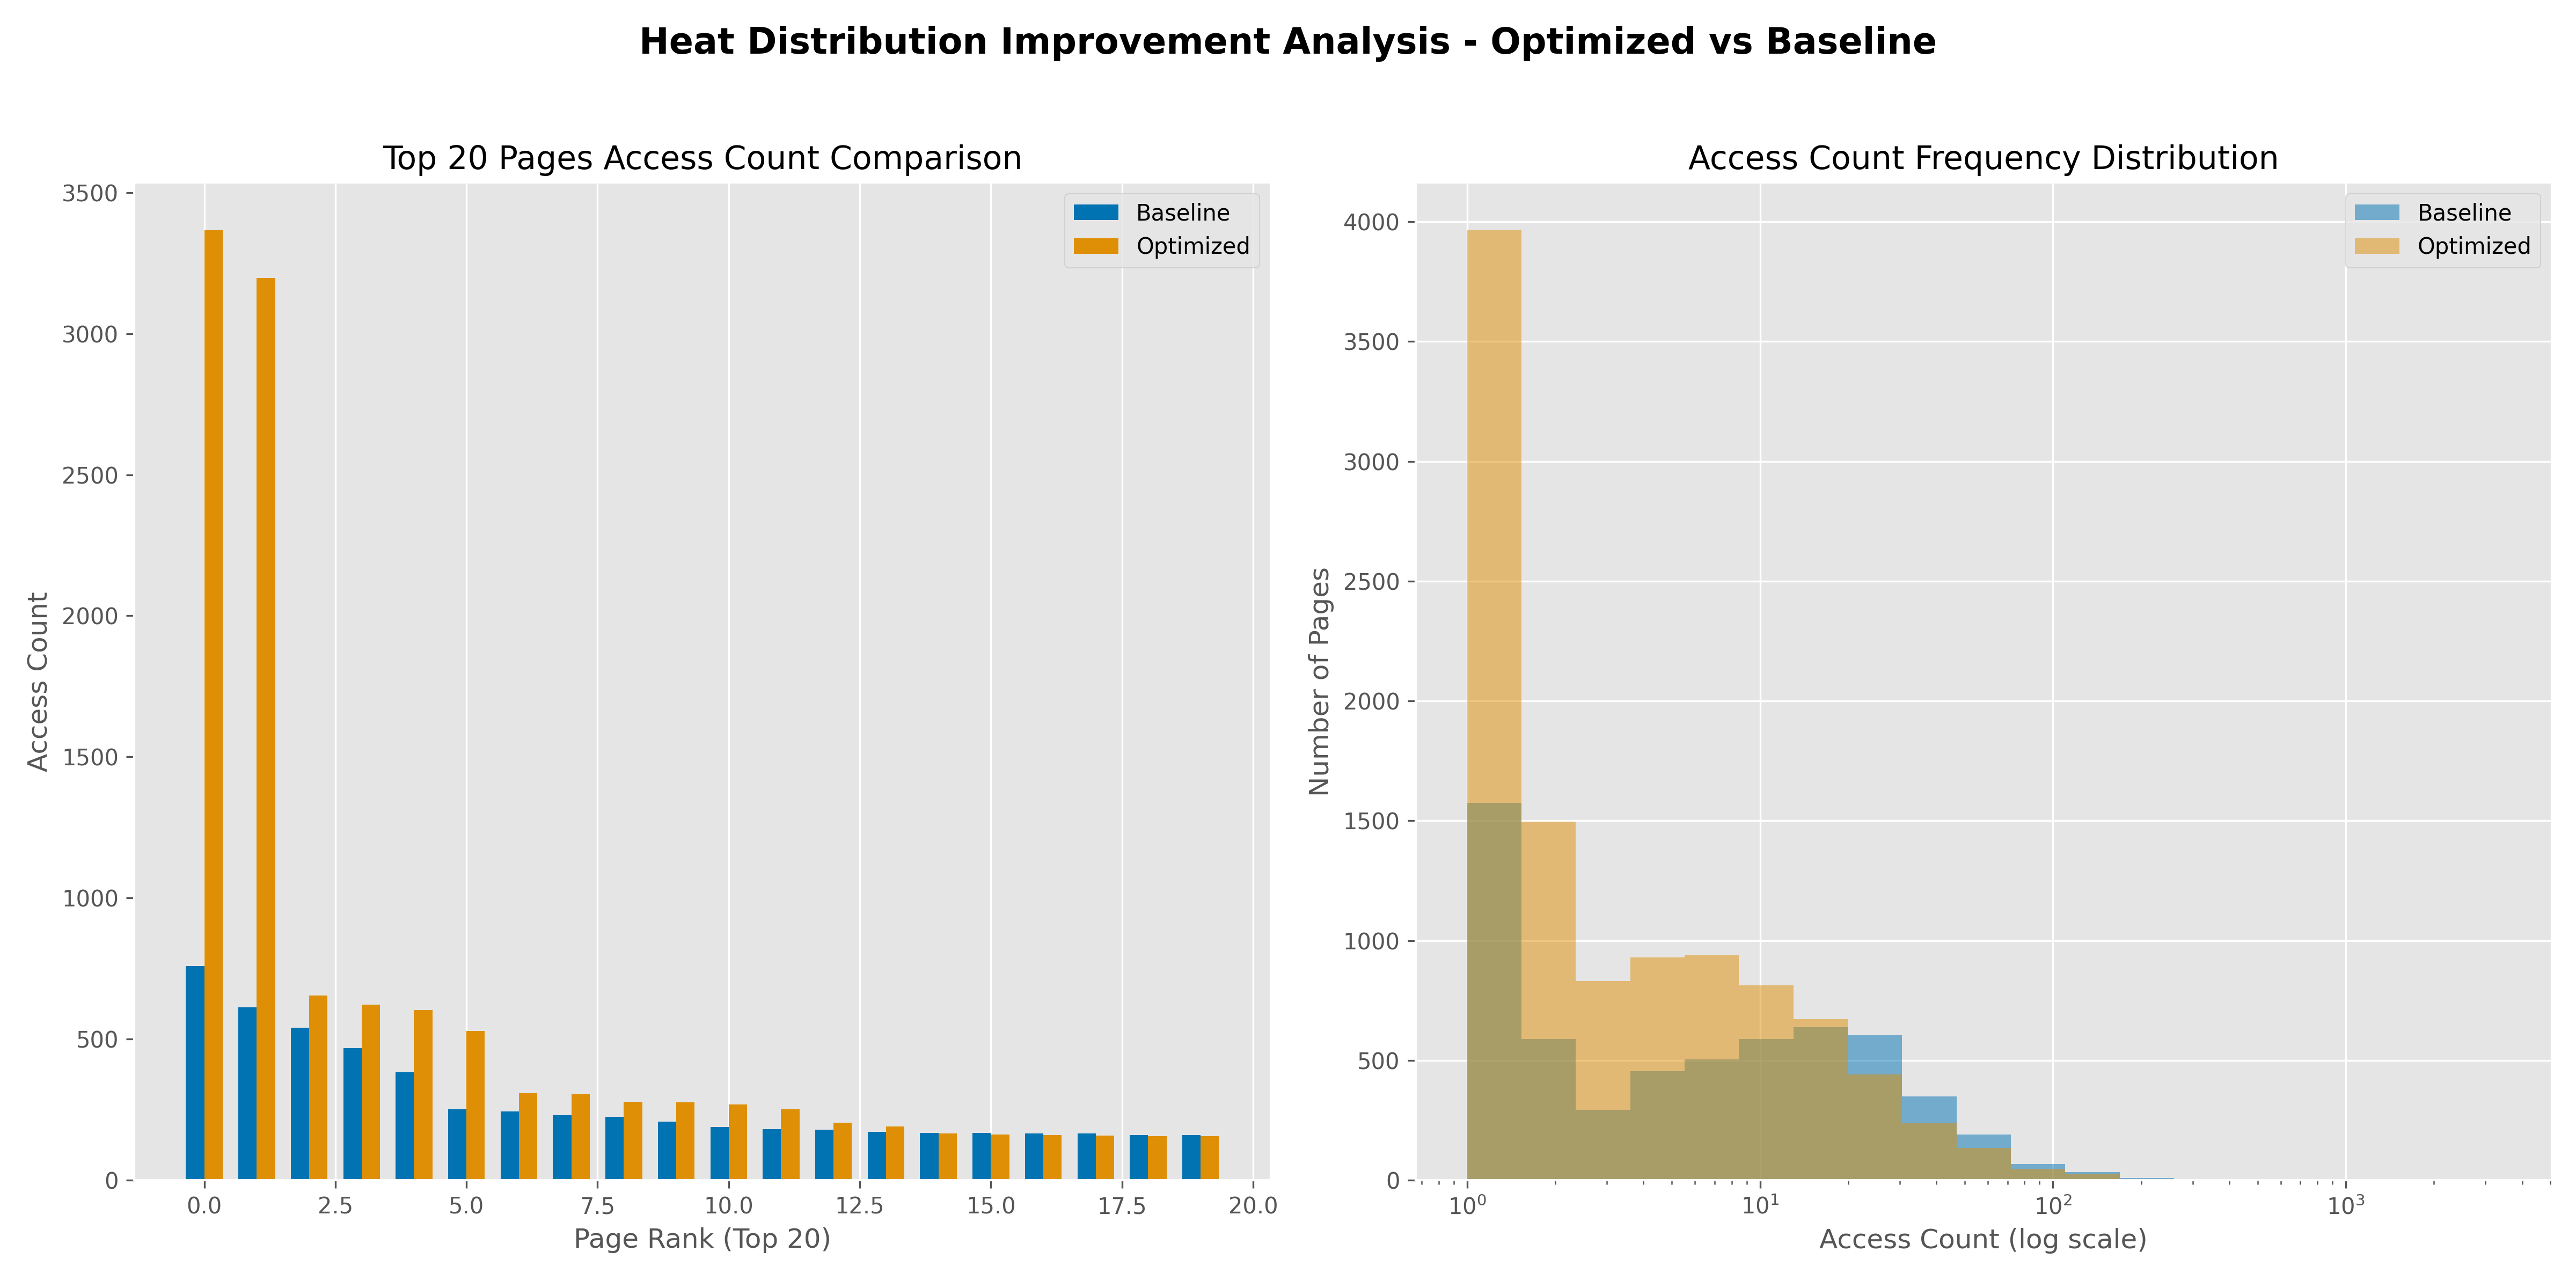 Heat Distribution Improvement Analysis - Optimized vs Baseline
Top 20 Pages Access Count Comparison
3500
3000
2500
2000
1500
1000
500
0
Access Count
Baseline
Optimized
0.0 2.5 5.0 7.5 10.0 12.5 15.0 17.5 20.0
Page Rank (Top 20)
Access Count Frequency Distribution
4000
3500
3000
2500
2000
1500
1000
500
0
Number of Pages
Baseline
Optimized
10⁰ 10¹ 10² 10³
Access Count (log scale)